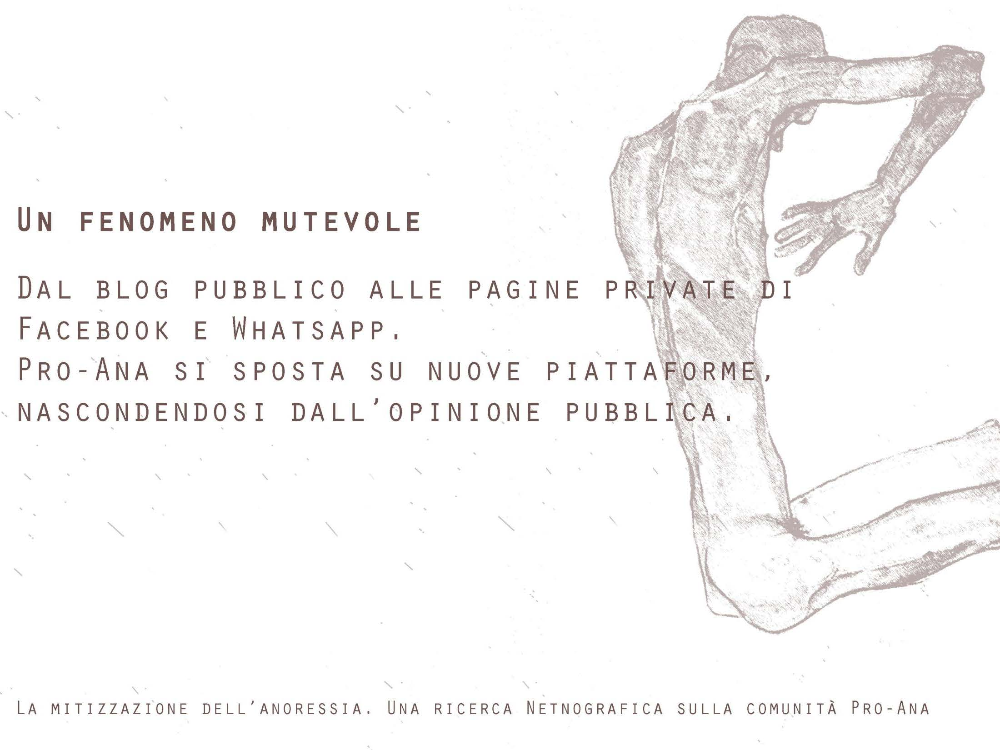 Un fenomeno mutevole
Dal blog pubblico alle pagine private di
Facebook e Whatsapp.
Pro-Ana si sposta su nuove piattaforme,
nascondendosi dall'opinione pubblica.
La mitizzazione dell'anoressia. Una ricerca Netnografica sulla comunità Pro-Ana